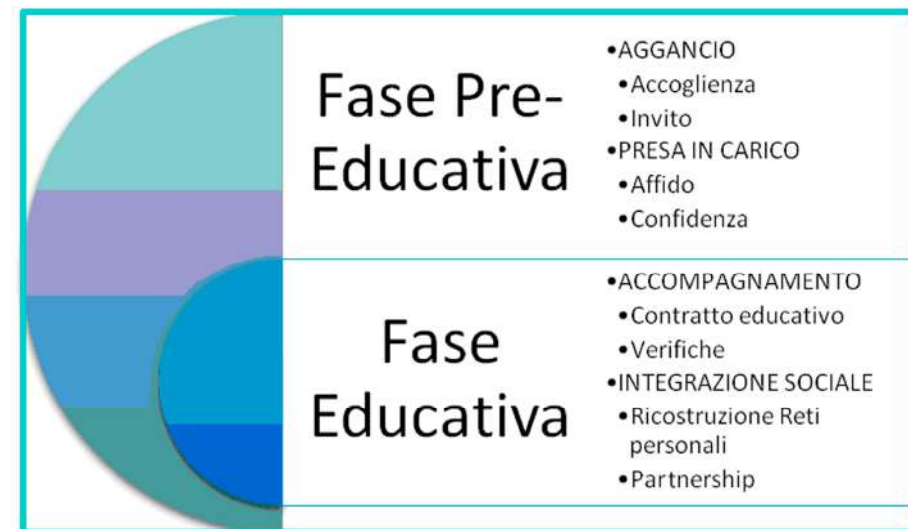 Fase Pre-
Educativa
•AGGANCIO
•Accoglienza
•Invito
•PRESA IN CARICO
•Affido
•Confidenza
Fase
Educativa
•ACCOMPAGNAMENTO
•Contratto educativo
•Verifiche
•INTEGRAZIONE SOCIALE
•Ricostruzione Reti
personali
•Partnership